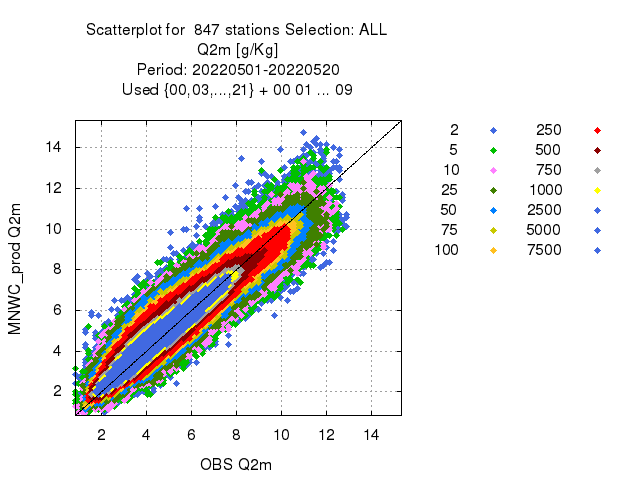 Scatterplot for 847 stations Selection: ALL
Q2m [g/Kg]
Period: 20220501-20220520
Used {00,03,...,21} + 00 01 ... 09
MNWC_prod Q2m
14
12
10
8
6
4
2
2 4 6 8 10 12 14
OBS Q2m
2 250
5 500
10 750
25 1000
50 2500
75 5000
100 7500